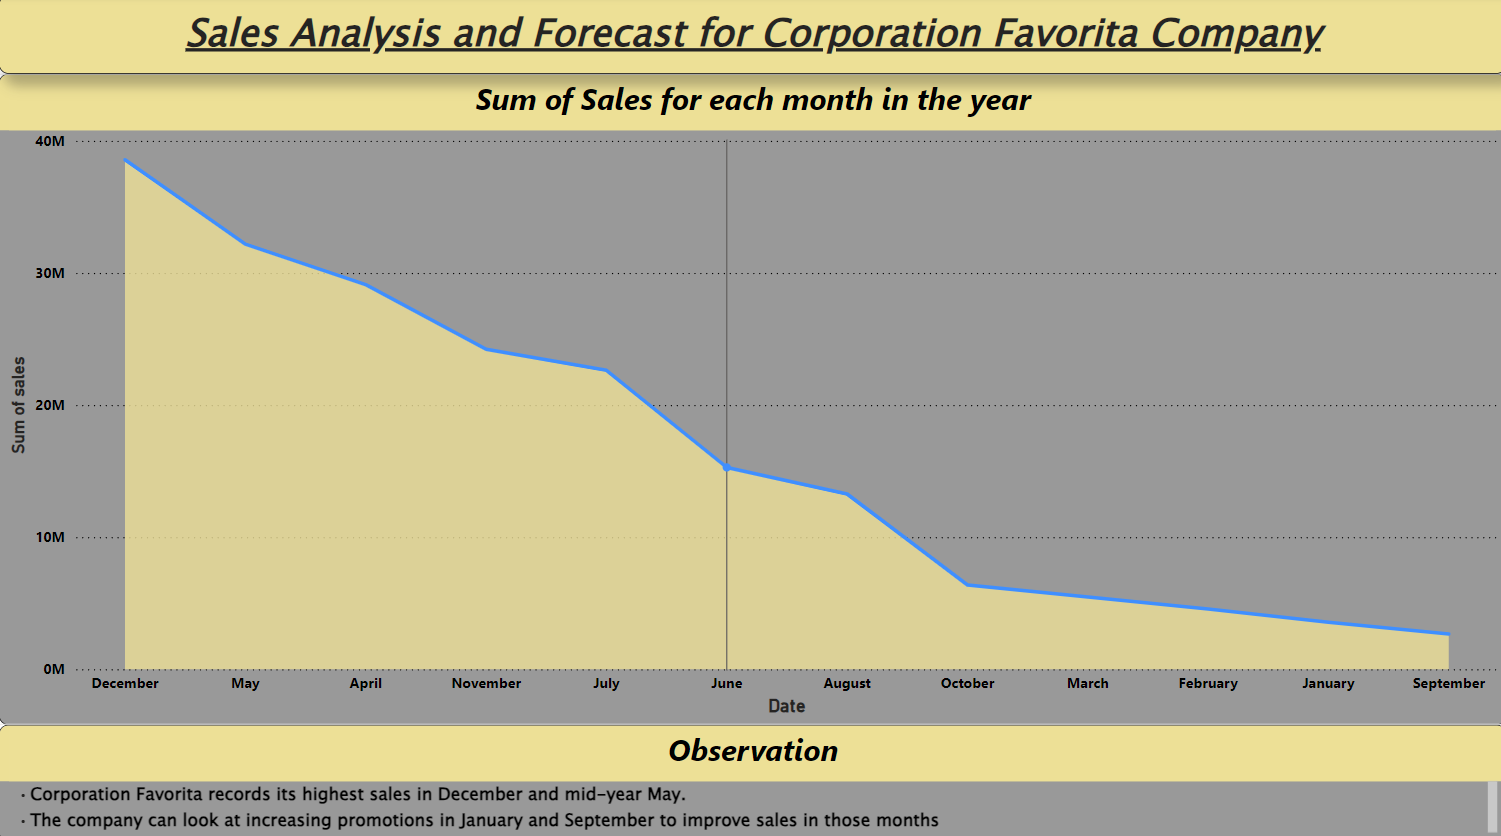 Sales Analysis and Forecast for Corporation Favorita Company
Sum of Sales for each month in the year
40M
30M
20M
10M
0M
Sum of sales
December May April November July June August October March February January September
Date
Observation
· Corporation Favorita records its highest sales in December and mid-year May.
· The company can look at increasing promotions in January and September to improve sales in those months